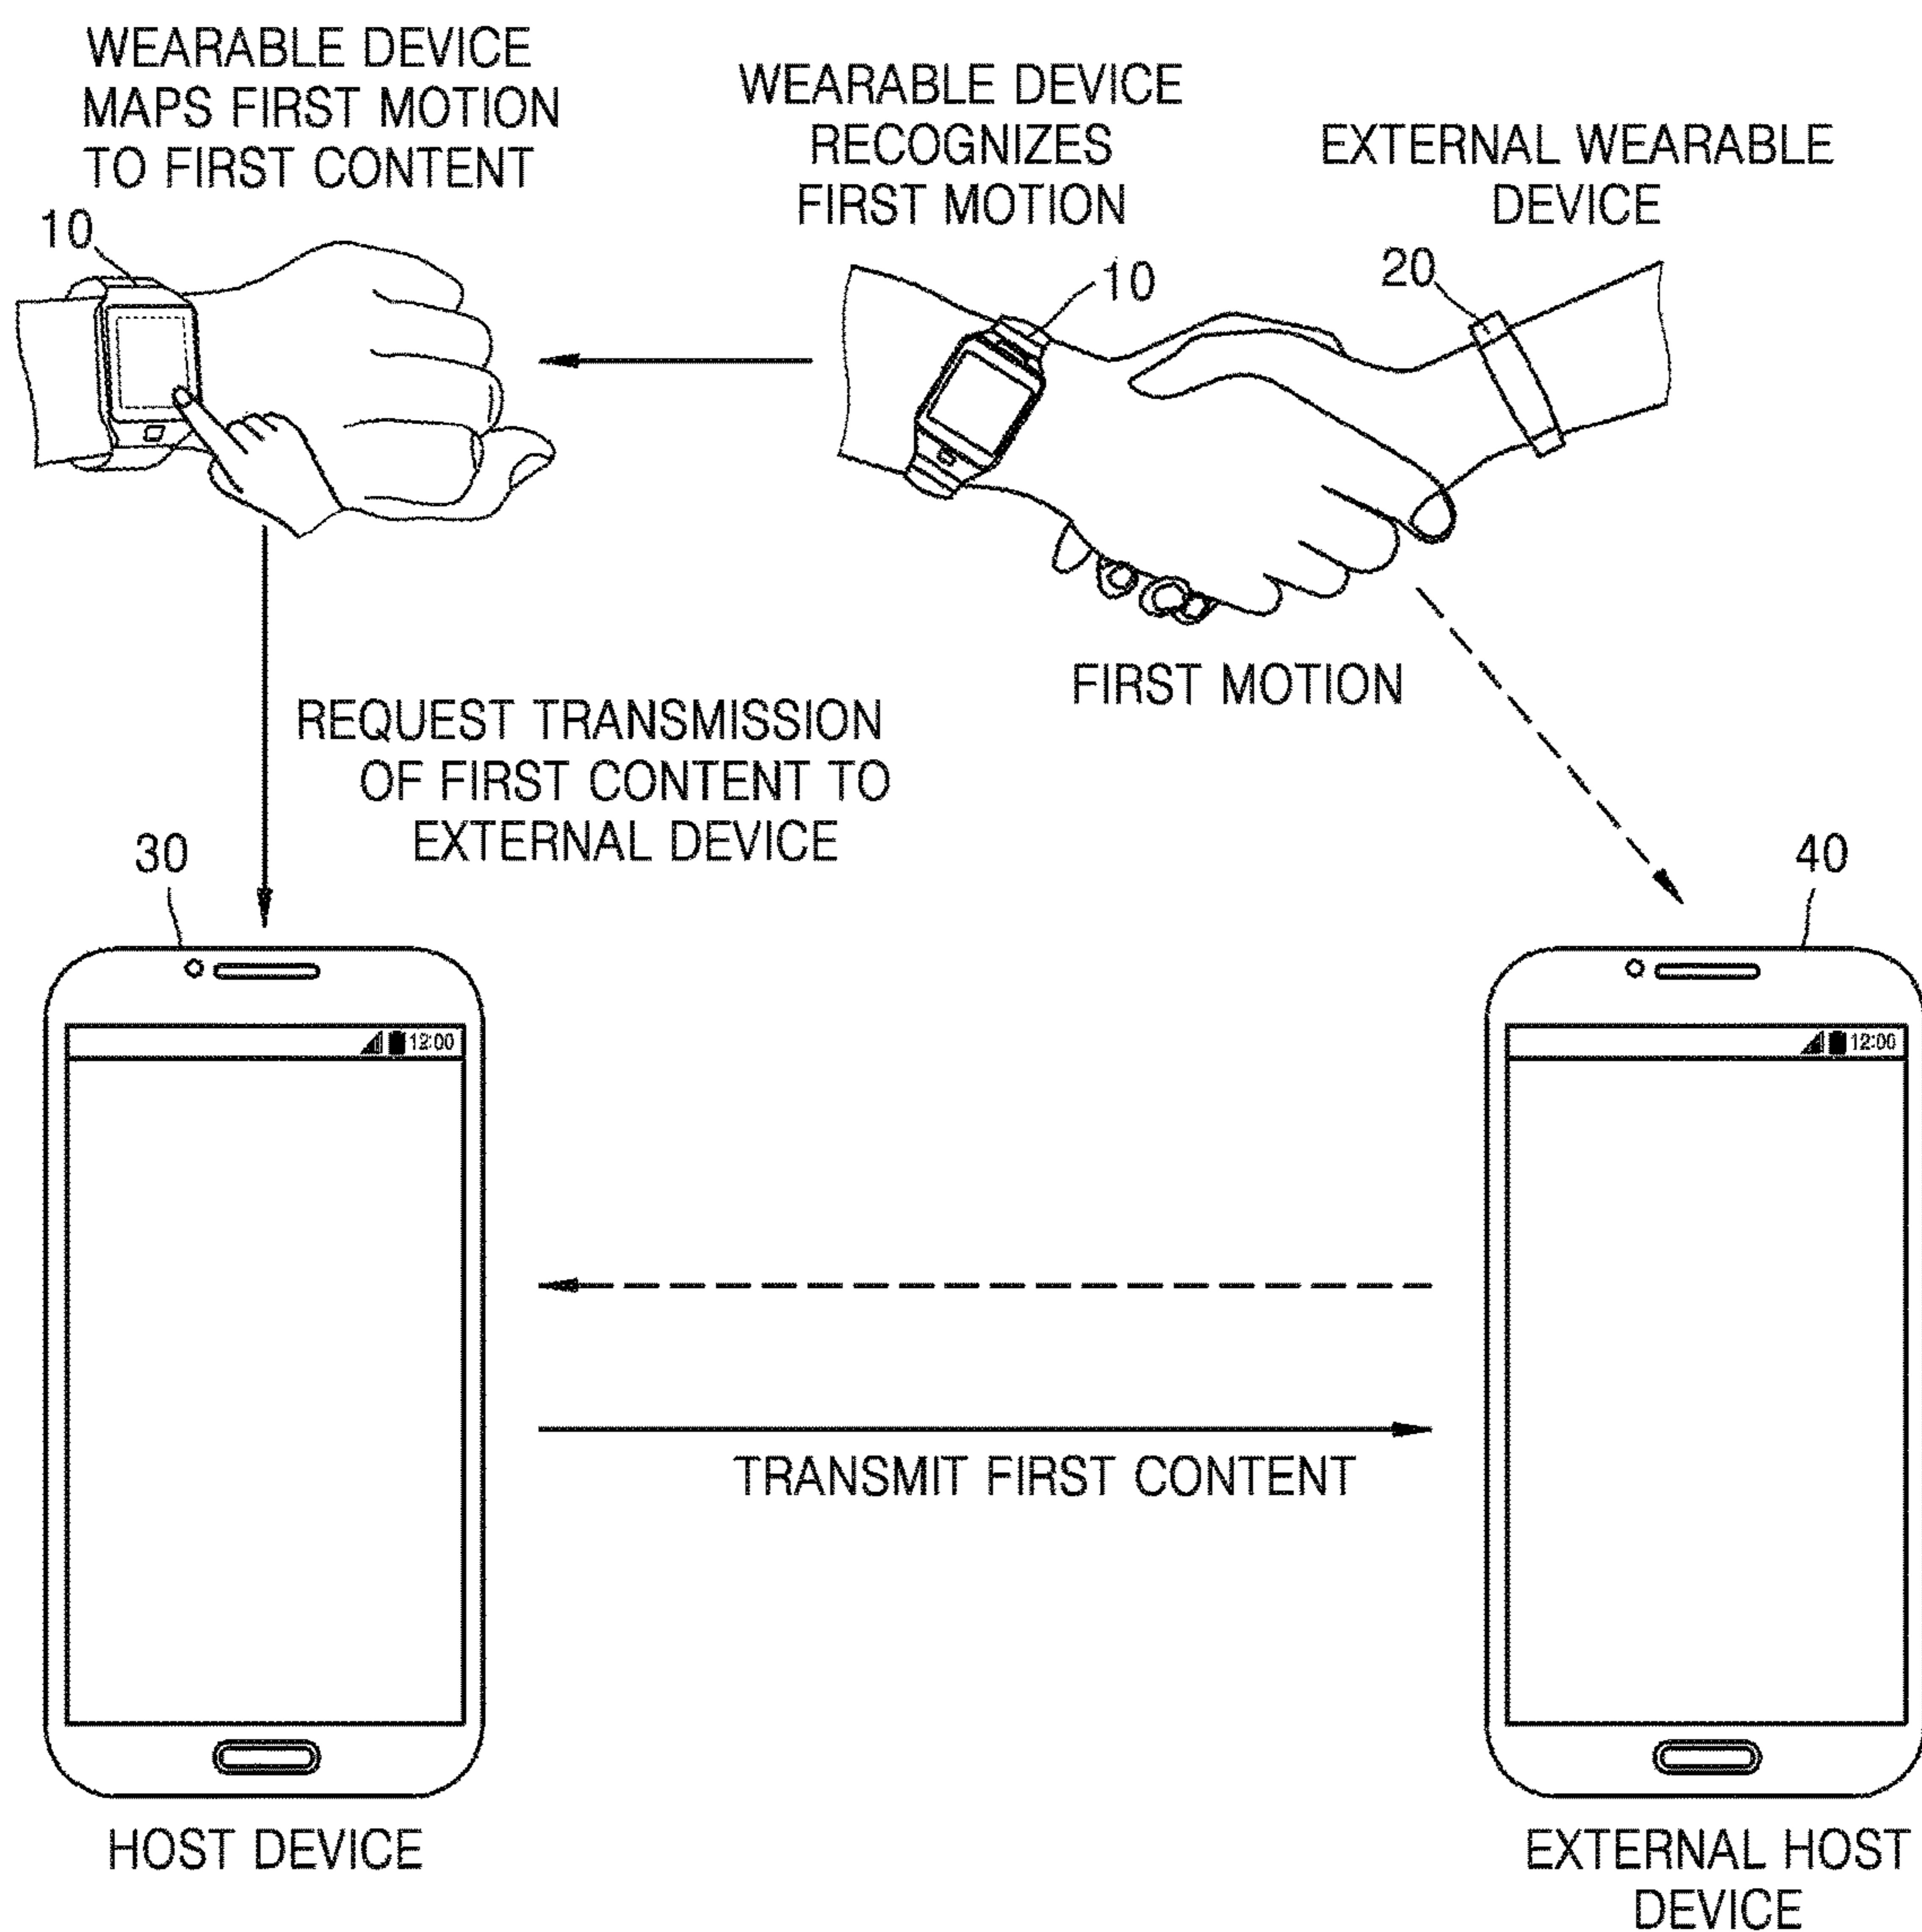 WEARABLE DEVICE
MAPS FIRST MOTION
TO FIRST CONTENT
10
WEARABLE DEVICE
RECOGNIZES
FIRST MOTION
10
EXTERNAL WEARABLE
DEVICE
20
FIRST MOTION
REQUEST TRANSMISSION
OF FIRST CONTENT TO
EXTERNAL DEVICE
30
40
12:00
12:00
TRANSMIT FIRST CONTENT
HOST DEVICE
EXTERNAL HOST
DEVICE